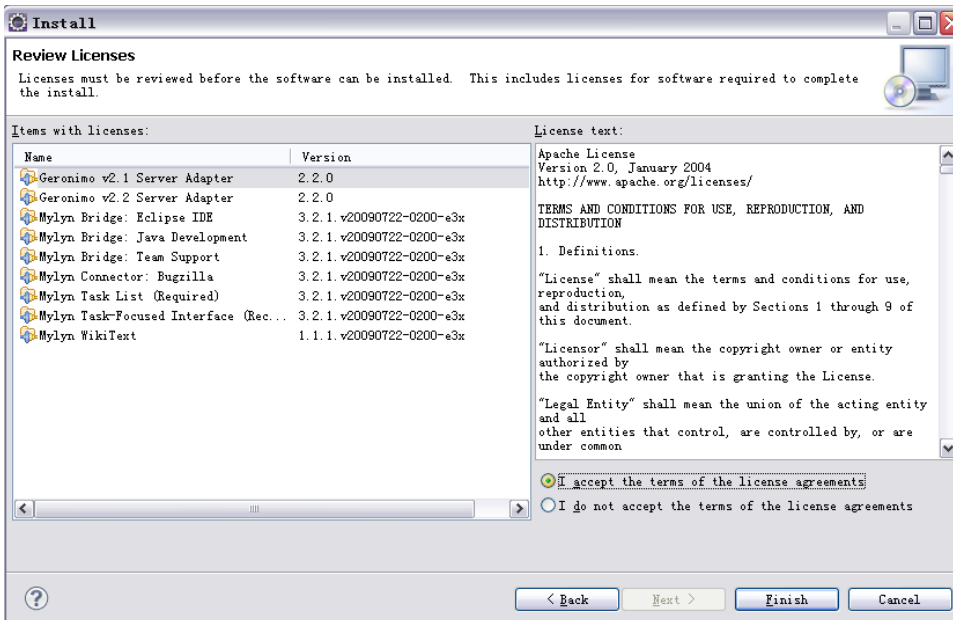 Install
Review Licenses
Licenses must be reviewed before the software can be installed. This includes licenses for software required to complete
the install.
Items with licenses:
Name Version
Geronimo v2.1 Server Adapter 2.2.0
Geronimo v2.2 Server Adapter 2.2.0
Mylyn Bridge: Eclipse IDE 3.2.1.v20090722-0200-e3x
Mylyn Bridge: Java Development 3.2.1.v20090722-0200-e3x
Mylyn Bridge: Team Support 3.2.1.v20090722-0200-e3x
Mylyn Connector: Bugzilla 3.2.1.v20090722-0200-e3x
Mylyn Task List (Required) 3.2.1.v20090722-0200-e3x
Mylyn Task-Focused Interface (Rec... 3.2.1.v20090722-0200-e3x
Mylyn WikiText 1.1.1.v20090722-0200-e3x
License text:
Apache License
Version 2.0, January 2004
http://www.apache.org/licenses/
TERMS AND CONDITIONS FOR USE, REPRODUCTION, AND
DISTRIBUTION
1. Definitions.
"License" shall mean the terms and conditions for use,
reproduction,
and distribution as defined by Sections 1 through 9 of
this document.
"Licensor" shall mean the copyright owner or entity
authorized by
the copyright owner that is granting the License.
"Legal Entity" shall mean the union of the acting entity
and all
other entities that control, are controlled by, or are
under common
I accept the terms of the license agreements
I do not accept the terms of the license agreements
? < Back Next > Finish Cancel